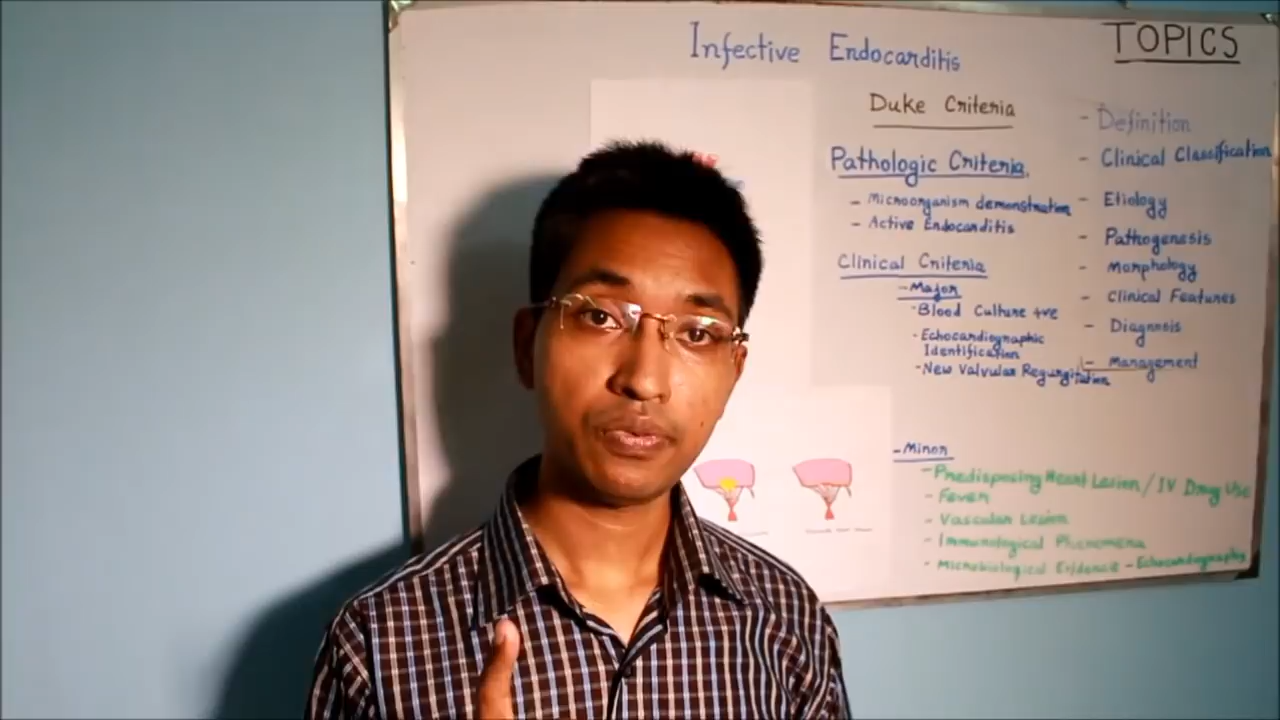 Infective Endocarditis
TOPICS
Duke Criteria
Pathologic Criteria.
- Microorganism demonstration
- Active Endocarditis
Clinical Criteria
- Major
- Blood Culture +ve
- Echocardiographic
Identification
- New Valvular Regurgitation
- Minor
- Predisposing Heart Lesion / IV Drug Use
- Fever
- Vascular Lesion
- Immunological Phenomena
- Microbiological Evidence - Echocardiography
- Definition
- Clinical Classification
- Etiology
- Pathogenesis
- Morphology
- Clinical Features
- Diagnosis
- Management